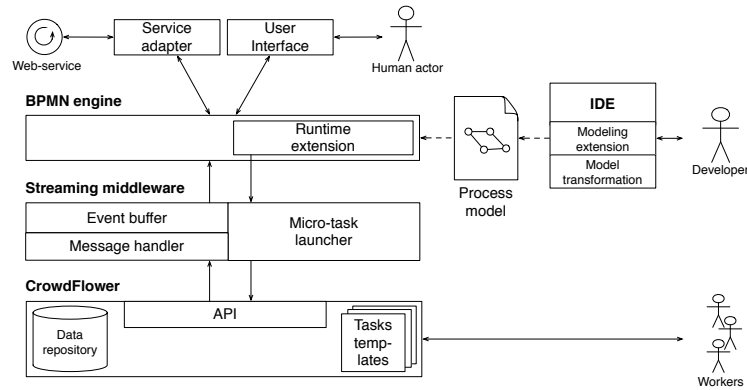 Service
adapter
User
Interface
Web-service
Human actor
BPMN engine
Runtime
extension
IDE
Modeling
extension
Model
transformation
Developer
Process
model
Streaming middleware
Event buffer
Message handler
Micro-task
launcher
CrowdFlower
API
Data
repository
Tasks
temp-
lates
Workers